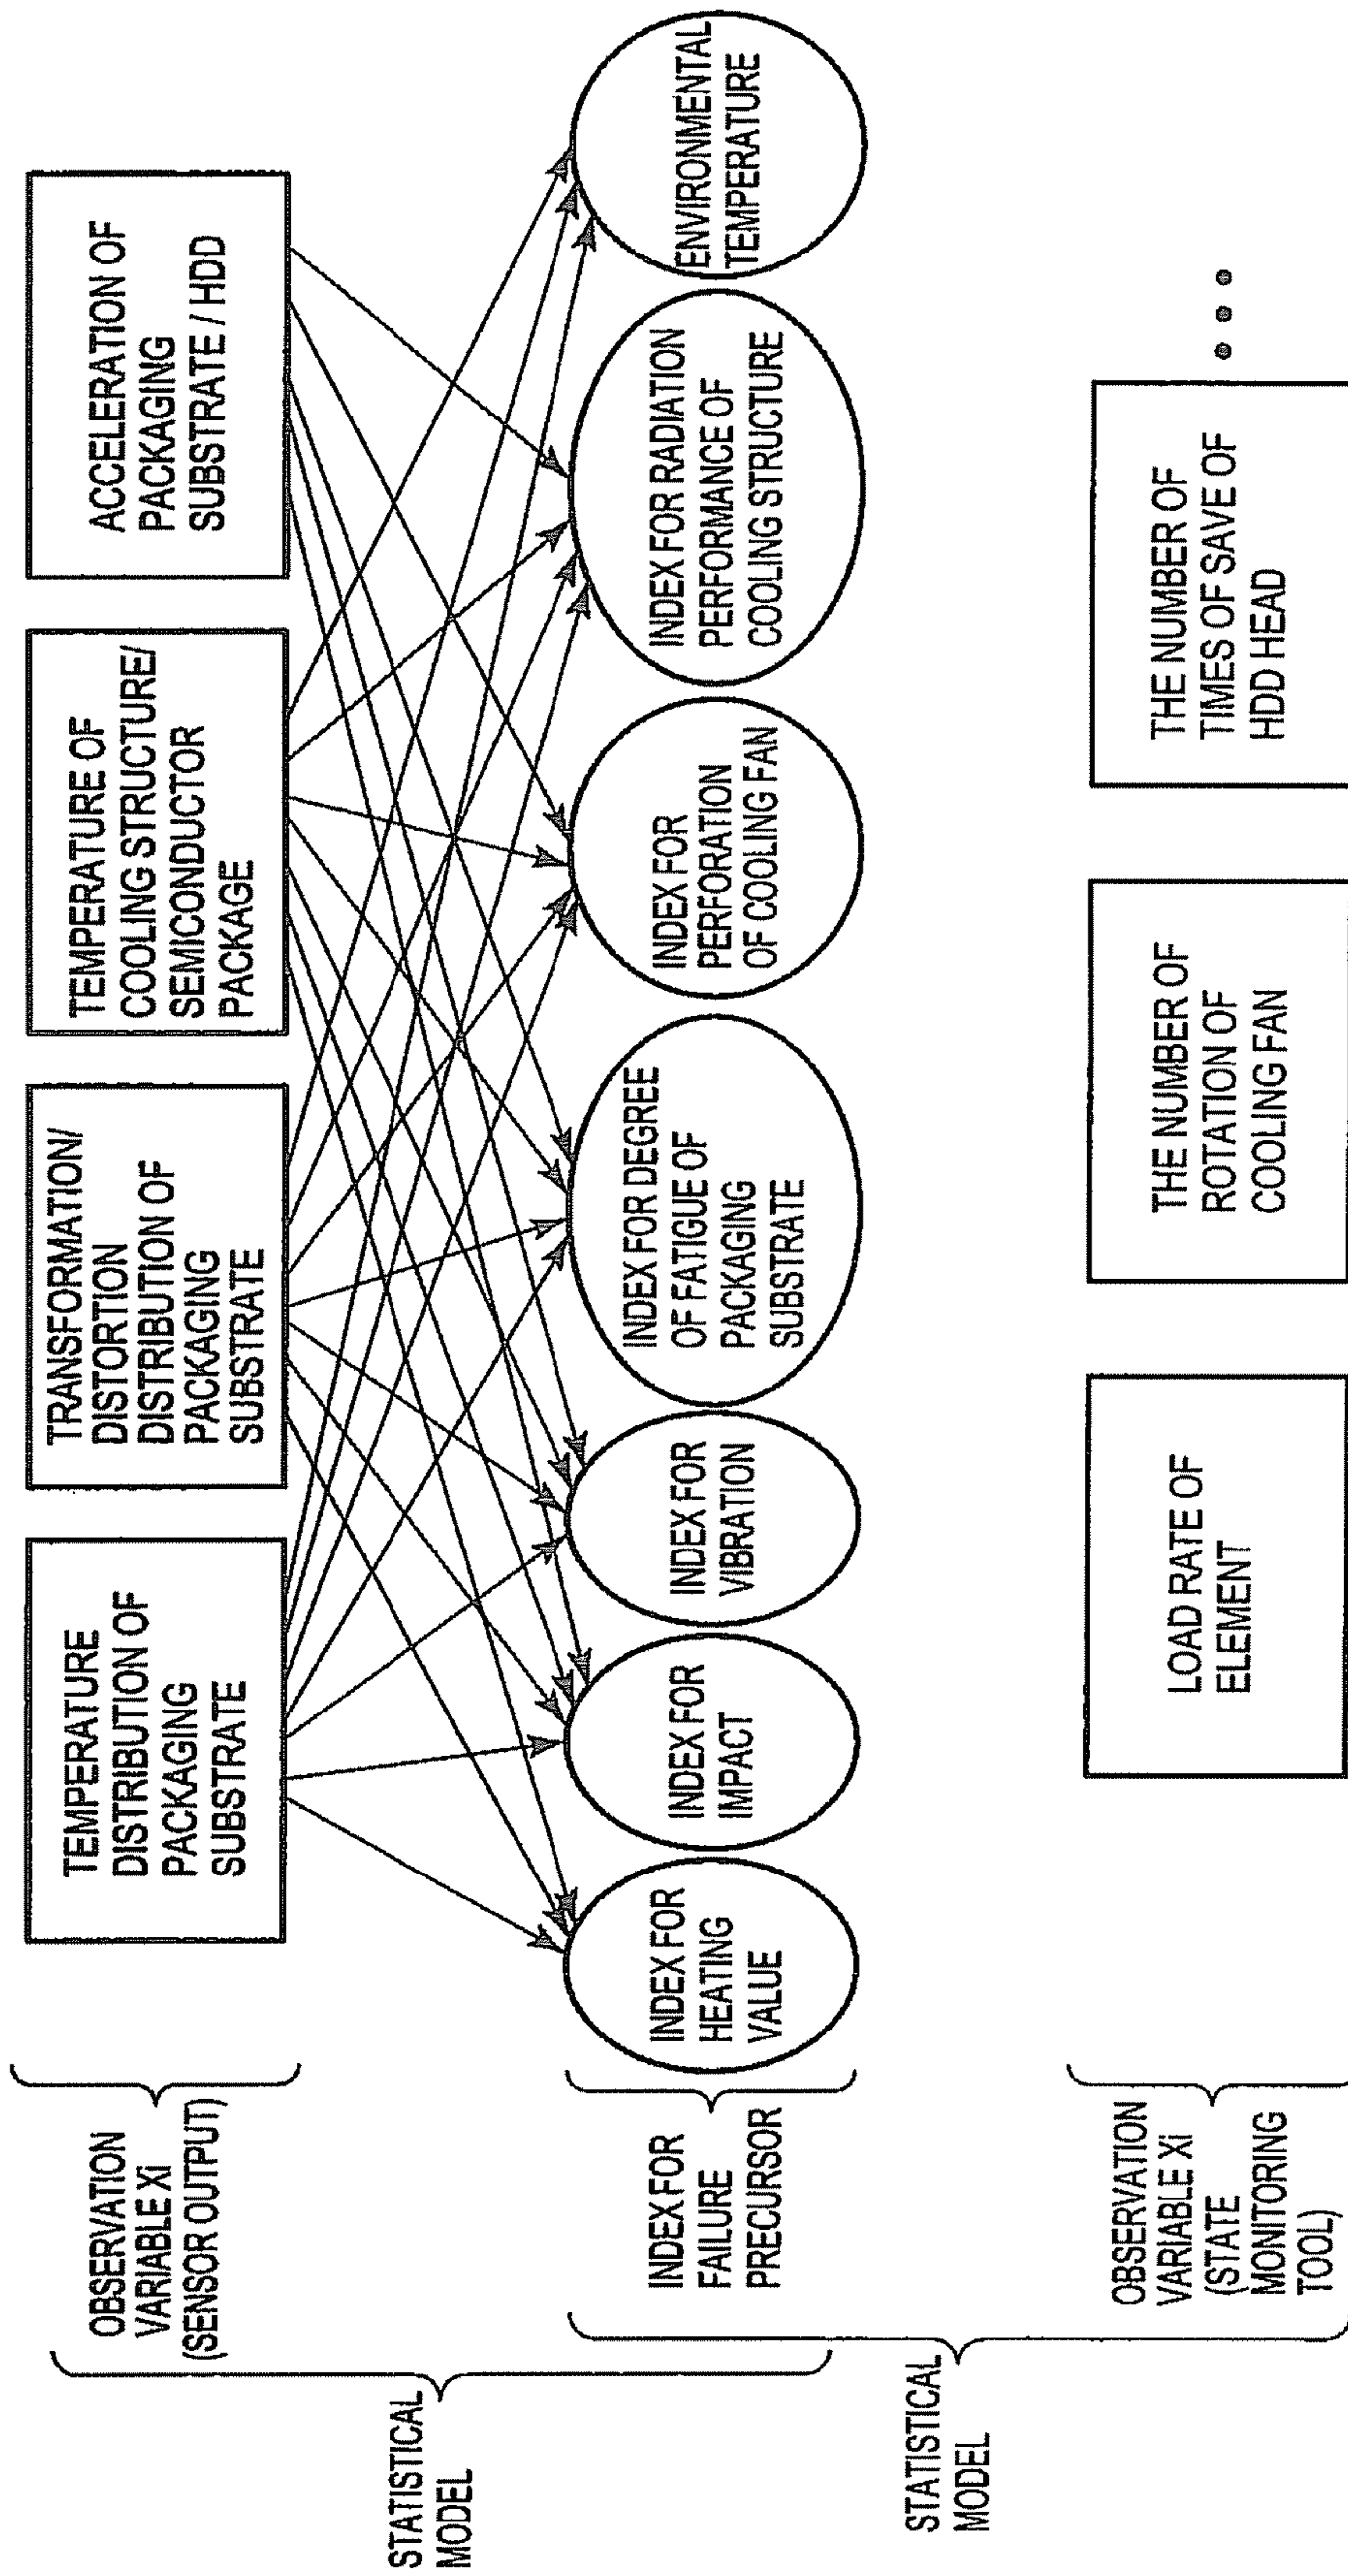 STATISTICAL
MODEL
STATISTICAL
MODEL
OBSERVATION
VARIABLE Xi
(SENSOR OUTPUT)
TEMPERATURE
DISTRIBUTION OF
PACKAGING
SUBSTRATE
TRANSFORMATION/
DISTORTION
DISTRIBUTION OF
PACKAGING
SUBSTRATE
TEMPERATURE OF
COOLING STRUCTURE/
SEMICONDUCTOR
PACKAGE
ACCELERATION OF
PACKAGING
SUBSTRATE / HDD
INDEX FOR
FAILURE
PRECURSOR
INDEX FOR
HEATING
VALUE
INDEX FOR
IMPACT
INDEX FOR
VIBRATION
INDEX FOR DEGREE
OF FATIGUE OF
PACKAGING
SUBSTRATE
INDEX FOR
PERFORATION
OF COOLING FAN
INDEX FOR RADIATION
PERFORMANCE OF
COOLING STRUCTURE
ENVIRONMENTAL
TEMPERATURE
OBSERVATION
VARIABLE Xi
(STATE
MONITORING
TOOL)
LOAD RATE OF
ELEMENT
THE NUMBER OF
ROTATION OF
COOLING FAN
THE NUMBER OF
TIMES OF SAVE OF
HDD HEAD
• • •